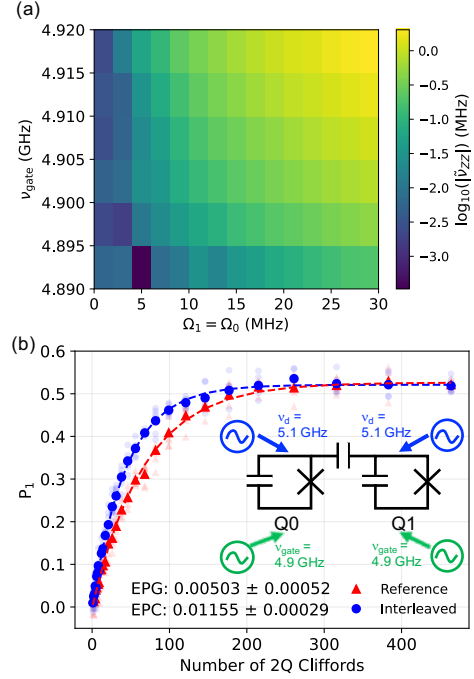 (a)
4.920
4.915
4.910
4.905
4.900
4.895
4.890
ν_gate (GHz)
0 5 10 15 20 25 30
Ω₁ = Ω₀ (MHz)
0.0
−0.5
−1.0
−1.5
−2.0
−2.5
−3.0
log₁₀(|ν̃_ZZ|) (MHz)
(b)
0.6
0.5
0.4
0.3
0.2
0.1
0.0
P₁
ν_d =
5.1 GHz
ν_d =
5.1 GHz
Q0
Q1
ν_gate =
4.9 GHz
ν_gate =
4.9 GHz
EPG: 0.00503 ± 0.00052
EPC: 0.01155 ± 0.00029
Reference
Interleaved
0 100 200 300 400
Number of 2Q Cliffords